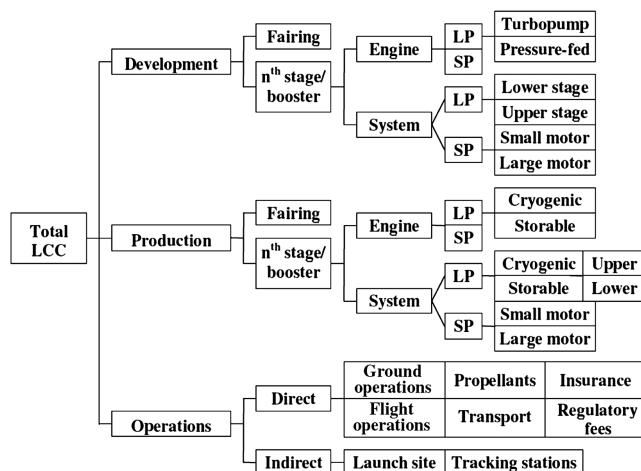 Total
LCC
Development
Fairing
nth stage/
booster
Engine
LP
SP
Turbopump
Pressure-fed
System
LP
Lower stage
Upper stage
SP
Small motor
Large motor
Production
Fairing
nth stage/
booster
Engine
LP
SP
Cryogenic
Storable
System
LP
Cryogenic Upper
Storable Lower
SP
Small motor
Large motor
Operations
Direct
Ground
operations
Propellants
Insurance
Flight
operations
Transport
Regulatory
fees
Indirect
Launch site
Tracking stations